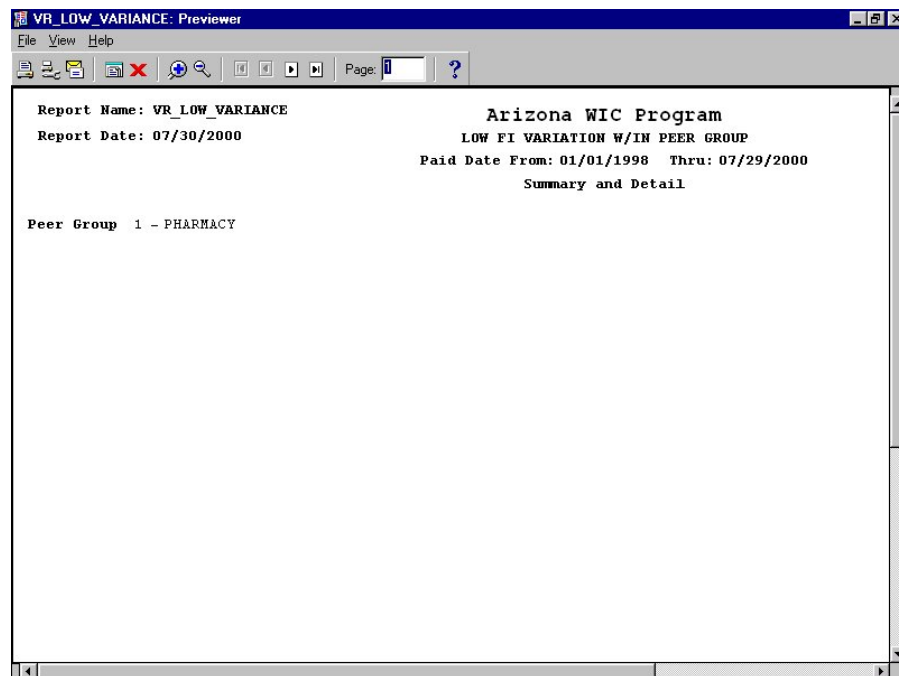 VR_LOW_VARIANCE: Previewer
File View Help
Page: 1 ?
Report Name: VR_LOW_VARIANCE
Arizona WIC Program
Report Date: 07/30/2000
LOW FI VARIATION W/IN PEER GROUP
Paid Date From: 01/01/1998 Thru: 07/29/2000
Summary and Detail
Peer Group 1 - PHARMACY